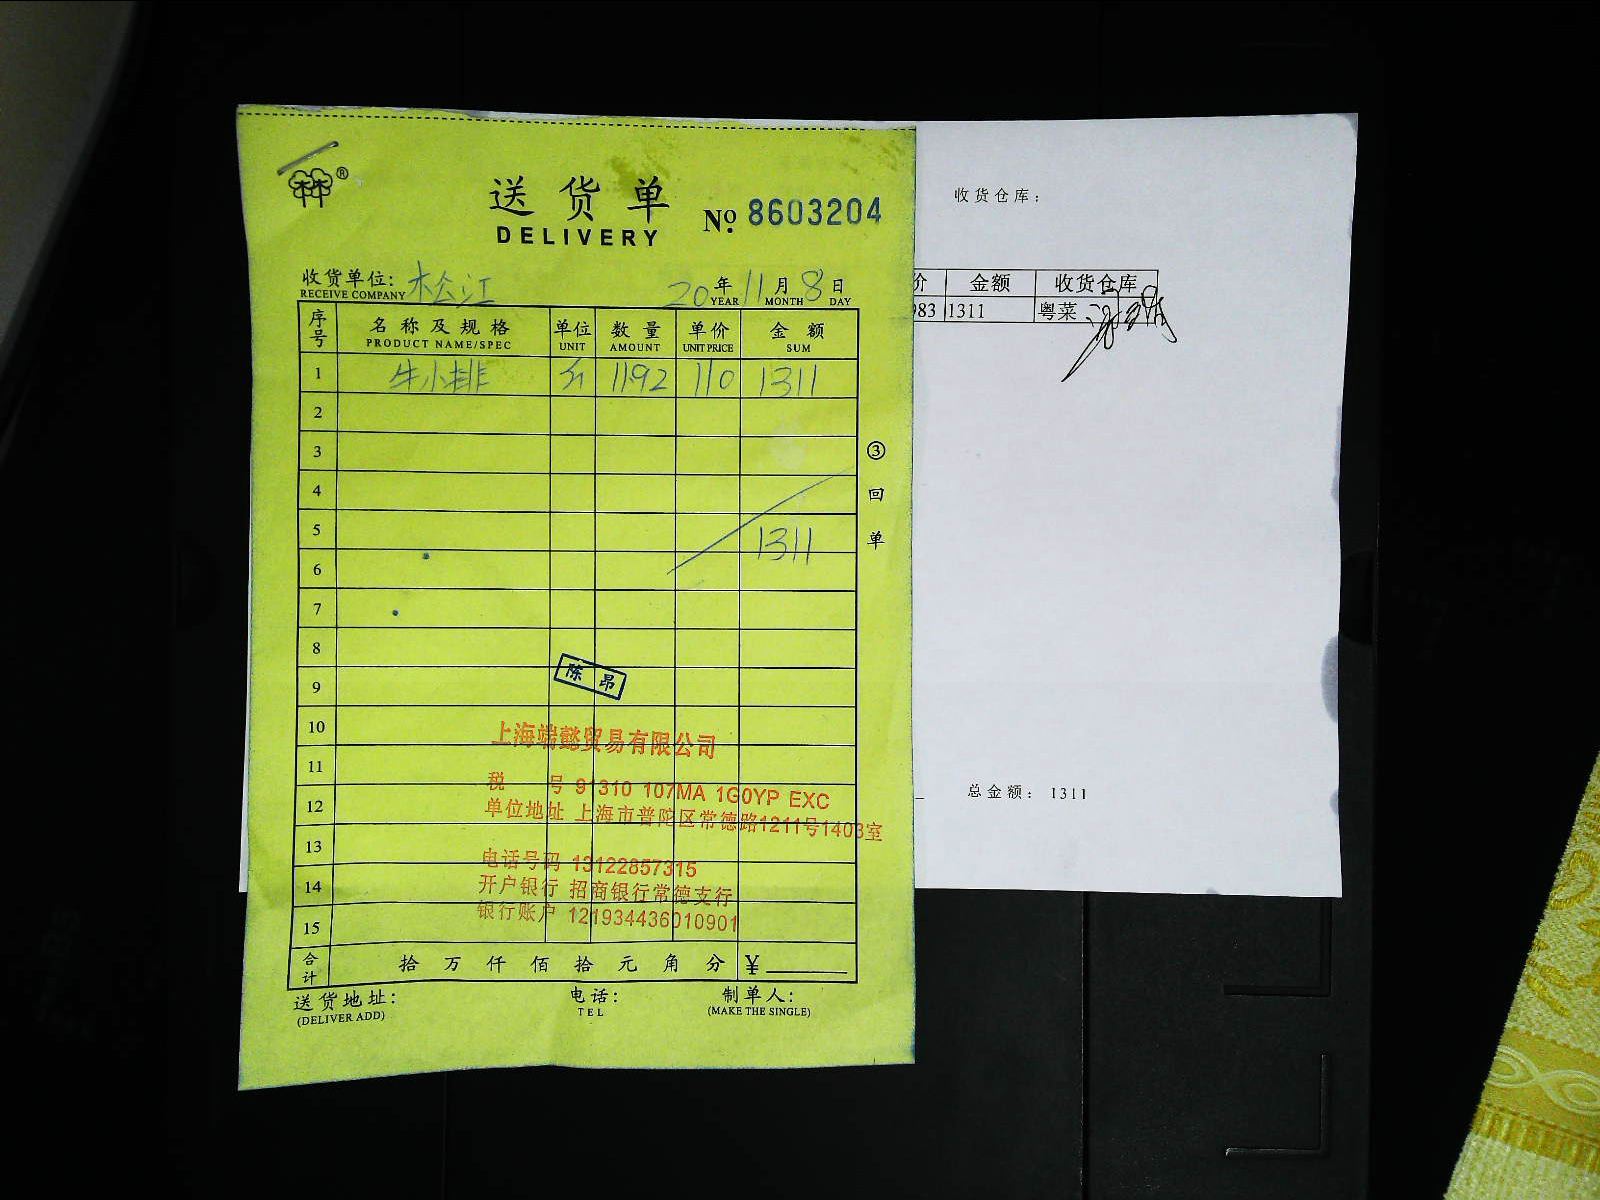 林®
送货单
DELIVERY
№ 8603204
收货单位: 松江
RECEIVE COMPANY
20年11月8日
YEAR MONTH DAY
序号 名称及规格 单位 数量 单价 金额
PRODUCT NAME/SPEC UNIT AMOUNT UNIT PRICE SUM
1 牛小排 11.92 110 1311
2
3
4
5 1311
6
7
8
9
陈昂
10
上海端懿贸易有限公司
11
税 号 91310 107MA 1G0YP EXC
12
单位地址 上海市普陀区常德路1211号1403室
13
电话号码 13122857315
14
开户银行 招商银行常德支行
15
银行账户 121934436010901
合计 拾万仟佰拾元角分 ¥
送货地址:
(DELIVER ADD)
电话:
TEL
制单人:
(MAKE THE SINGLE)
③回单
收货仓库:
价 金额 收货仓库
983 1311 粤菜
总金额: 1311